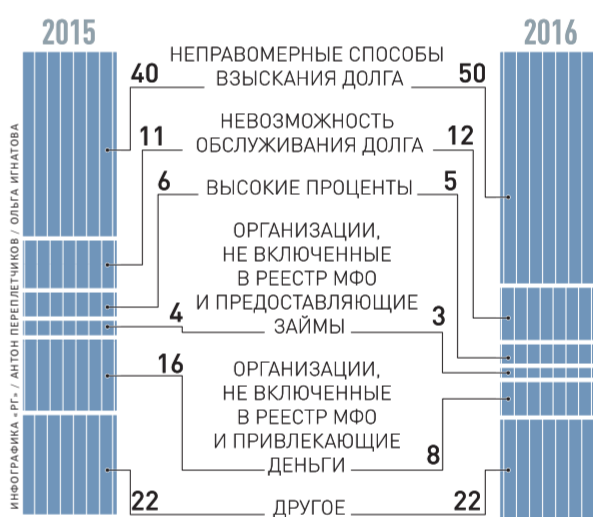 2015
2016
НЕПРАВОМЕРНЫЕ СПОСОБЫ
40 ВЗЫСКАНИЯ ДОЛГА 50
НЕВОЗМОЖНОСТЬ
11 ОБСЛУЖИВАНИЯ ДОЛГА 12
6 ВЫСОКИЕ ПРОЦЕНТЫ 5
ОРГАНИЗАЦИИ,
НЕ ВКЛЮЧЕННЫЕ
В РЕЕСТР МФО
И ПРЕДОСТАВЛЯЮЩИЕ
4 ЗАЙМЫ 3
16 ОРГАНИЗАЦИИ,
НЕ ВКЛЮЧЕННЫЕ
В РЕЕСТР МФО
И ПРИВЛЕКАЮЩИЕ
ДЕНЬГИ 8
22 ДРУГОЕ 22
ИНФОГРАФИКА «РГ» / АНТОН ПЕРЕПЛЕТЧИКОВ / ОЛЬГА ИГНАТОВА